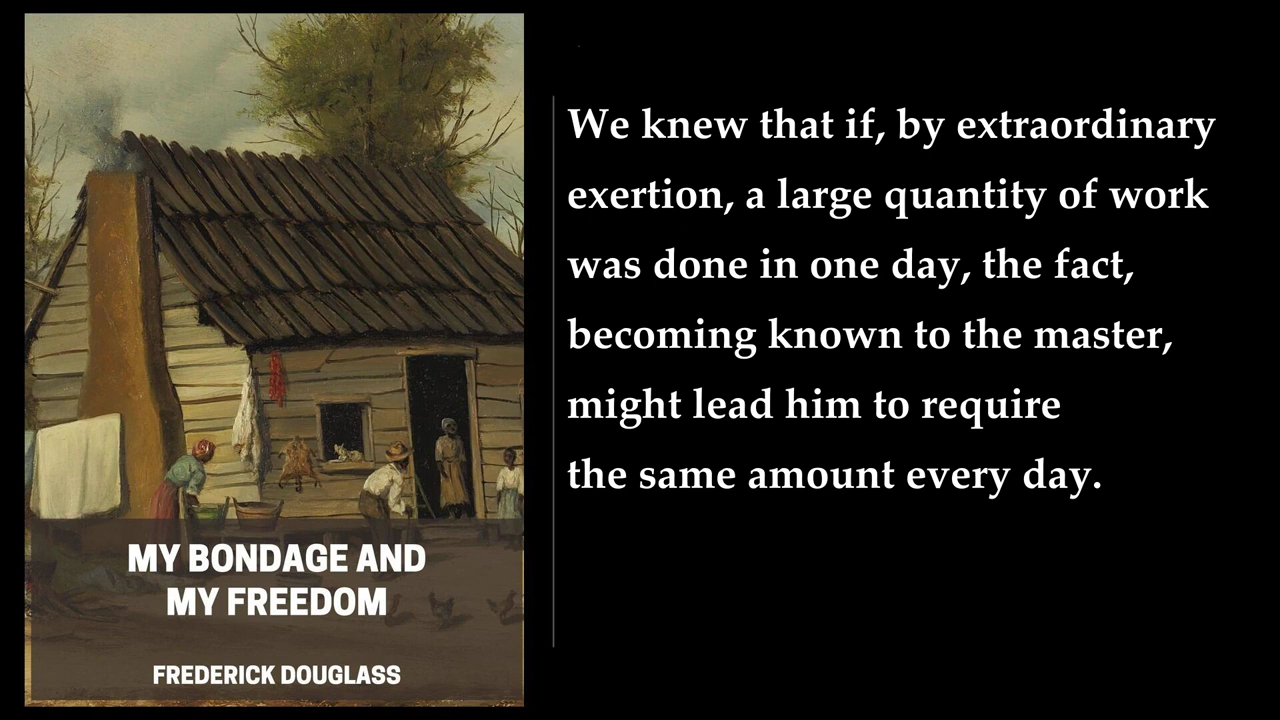 MY BONDAGE AND
MY FREEDOM
FREDERICK DOUGLASS
We knew that if, by extraordinary
exertion, a large quantity of work
was done in one day, the fact,
becoming known to the master,
might lead him to require
the same amount every day.